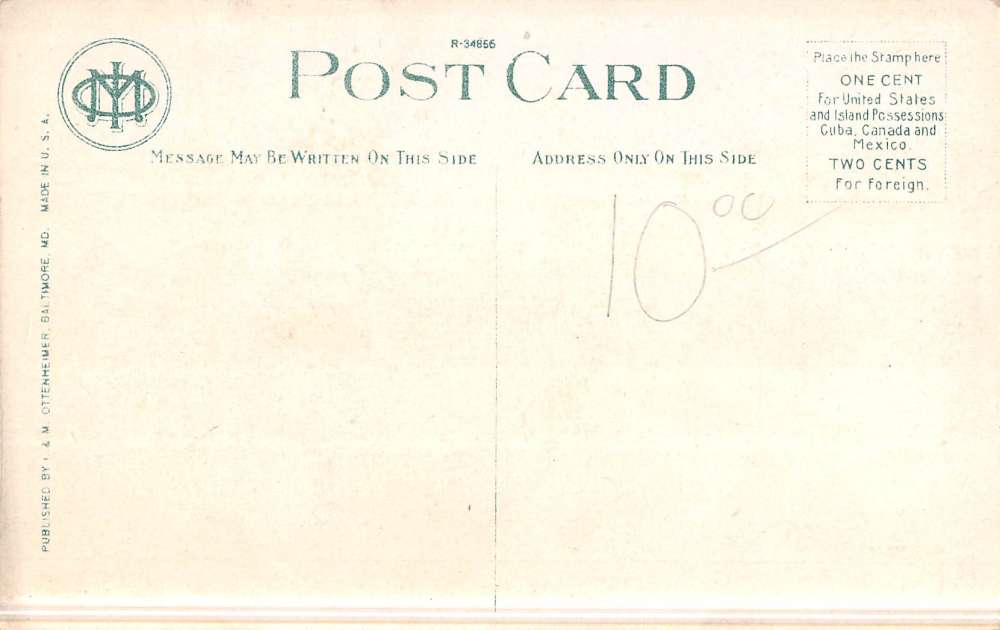 R-34856
POST CARD
MESSAGE MAY BE WRITTEN ON THIS SIDE
ADDRESS ONLY ON THIS SIDE
Place the Stamp here
ONE CENT
For United States
and Island Possessions
Cuba, Canada and
Mexico.
TWO CENTS
For Foreign.
10 00
PUBLISHED BY I. & M. OTTENHEIMER, BALTIMORE, MD. MADE IN U. S. A.